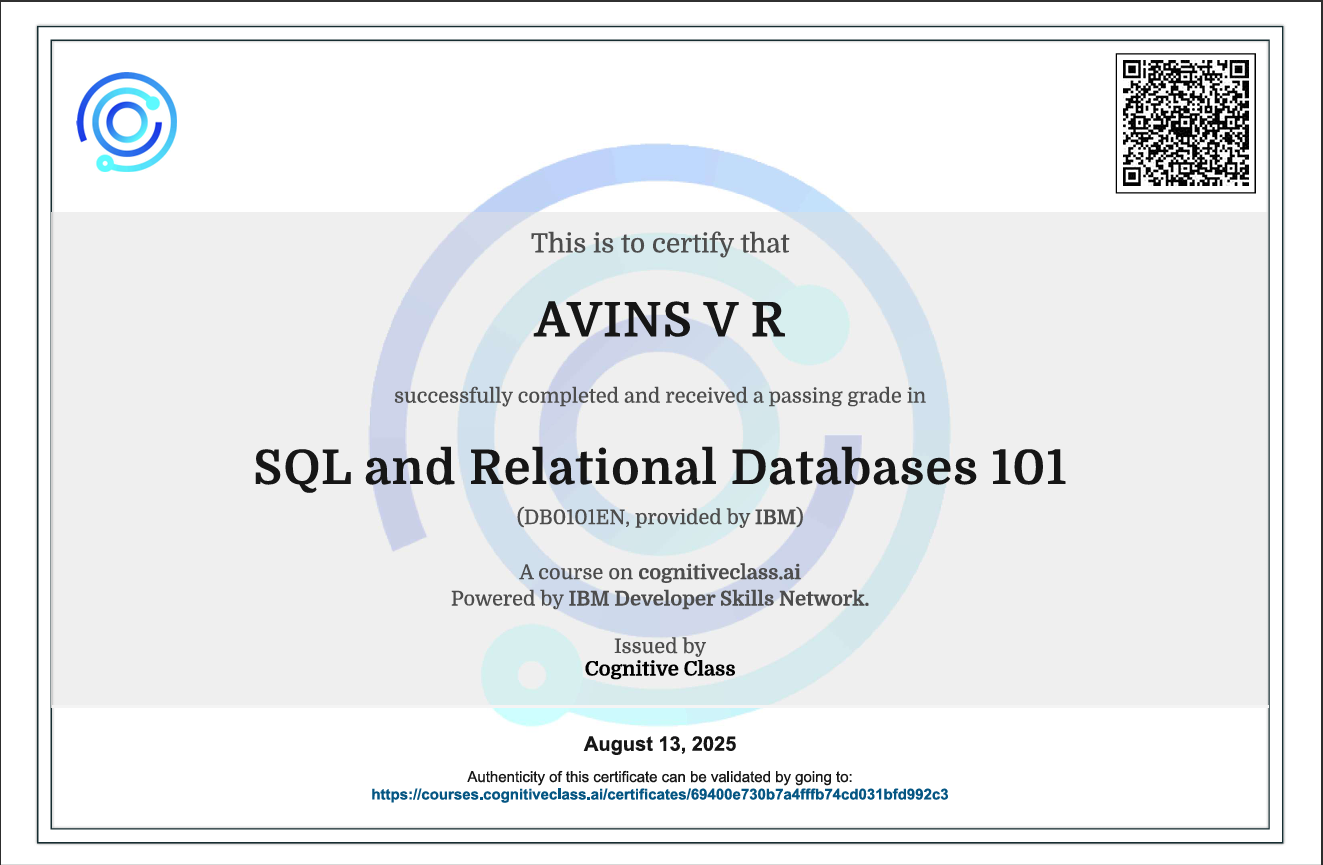 This is to certify that
AVINS V R
successfully completed and received a passing grade in
SQL and Relational Databases 101
(DB0101EN, provided by IBM)
A course on cognitiveclass.ai
Powered by IBM Developer Skills Network.
Issued by
Cognitive Class
August 13, 2025
Authenticity of this certificate can be validated by going to:
https://courses.cognitiveclass.ai/certificates/69400e730b7a4fffb74cd031bfd992c3